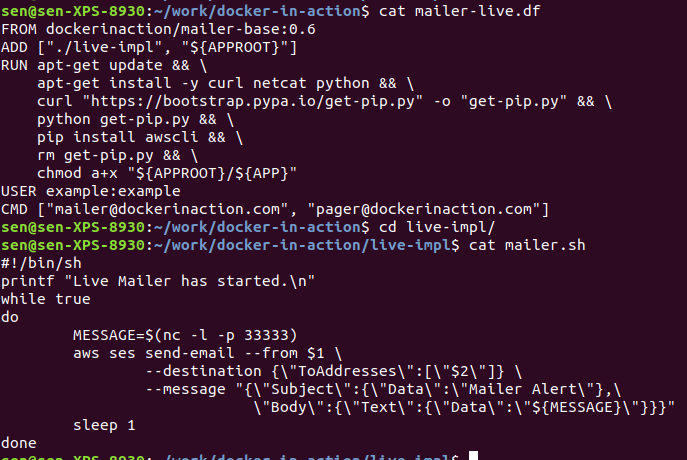 sen@sen-XPS-8930:~/work/docker-in-action$ cat mailer-live.df
FROM dockerinaction/mailer-base:0.6
ADD ["./live-impl", "${APPROOT}"]
RUN apt-get update && \
    apt-get install -y curl netcat python && \
    curl "https://bootstrap.pypa.io/get-pip.py" -o "get-pip.py" && \
    python get-pip.py && \
    pip install awscli && \
    rm get-pip.py && \
    chmod a+x "${APPROOT}/${APP}"
USER example:example
CMD ["mailer@dockerinaction.com", "pager@dockerinaction.com"]
sen@sen-XPS-8930:~/work/docker-in-action$ cd live-impl/
sen@sen-XPS-8930:~/work/docker-in-action/live-impl$ cat mailer.sh
#!/bin/sh
printf "Live Mailer has started.\n"
while true
do
        MESSAGE=$(nc -l -p 33333)
        aws ses send-email --from $1 \
                --destination {\"ToAddresses\":[\"$2\"]} \
                --message "{\"Subject\":{\"Data\":\"Mailer Alert\"},\
                            \"Body\":{\"Text\":{\"Data\":\"${MESSAGE}\"}}}"
        sleep 1
done
sen@sen-XPS-8930:~/work/docker-in-action/live-impl$